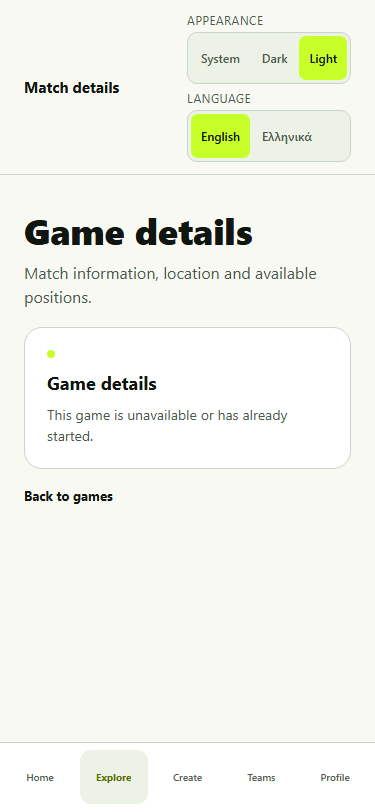 APPEARANCE
System Dark Light
Match details
LANGUAGE
English Ελληνικά
Game details
Match information, location and available
positions.
Game details
This game is unavailable or has already
started.
Back to games
Home Explore Create Teams Profile